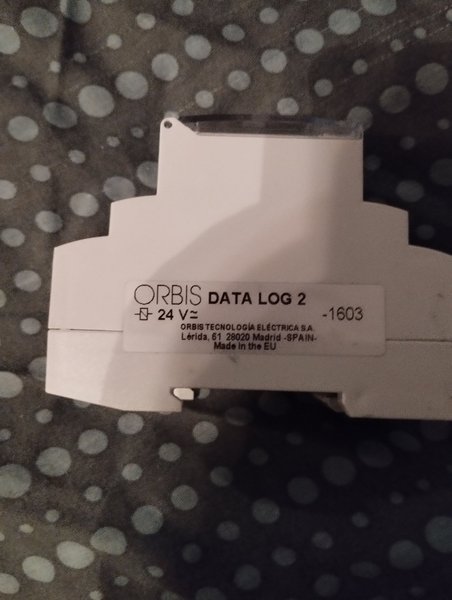 ORBIS DATA LOG 2
24 V≂ -1603
ORBIS TECNOLOGÍA ELÉCTRICA S.A.
Lérida, 61 28020 Madrid -SPAIN-
Made in the EU